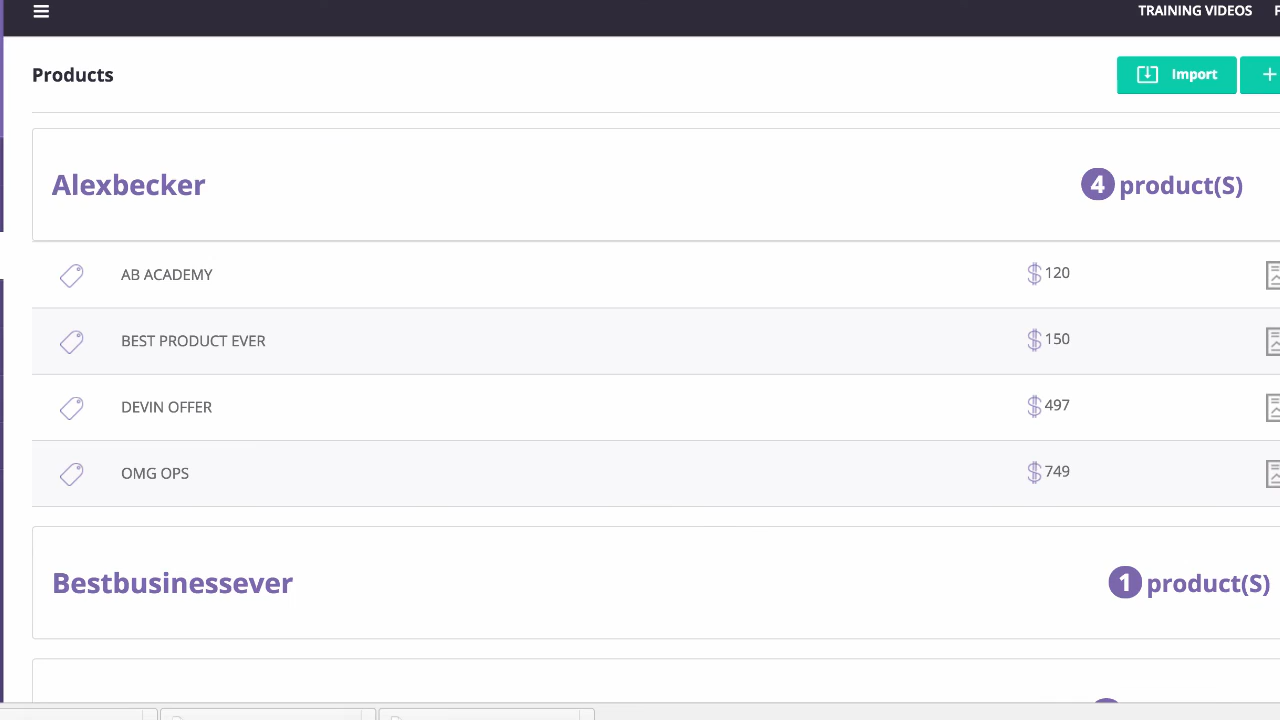 TRAINING VIDEOS
Products
Import
Alexbecker
4 product(S)
AB ACADEMY
$120
BEST PRODUCT EVER
$150
DEVIN OFFER
$497
OMG OPS
$749
Bestbusinessever
1 product(S)